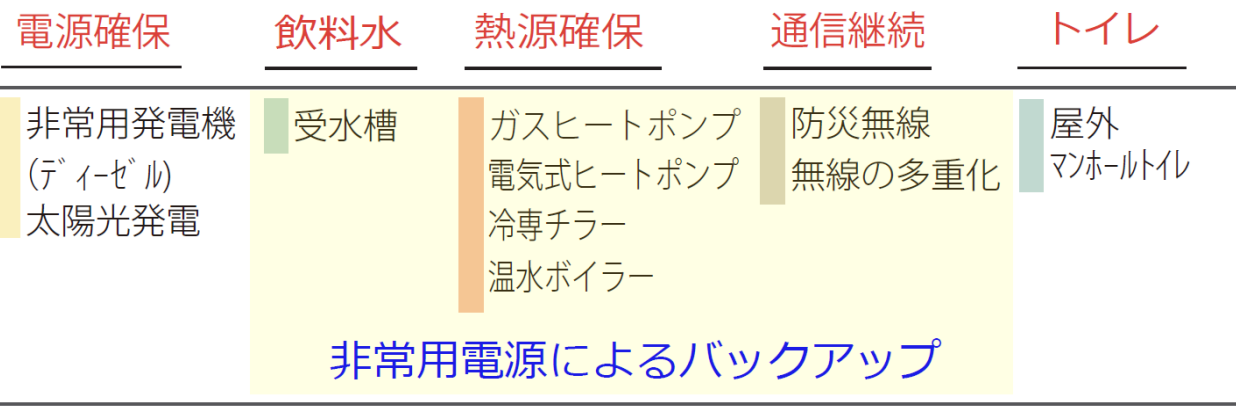 電源確保
飲料水
熱源確保
通信継続
トイレ
非常用発電機
(ﾃﾞｨｰｾﾞﾙ)
太陽光発電
受水槽
ガスヒートポンプ
電気式ヒートポンプ
冷専チラー
温水ボイラー
防災無線
無線の多重化
屋外
ﾏﾝﾎｰﾙﾄｲﾚ
非常用電源によるバックアップ